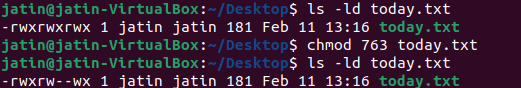 jatin@jatin-VirtualBox:~/Desktop$ ls -ld today.txt
-rwxrwxrwx 1 jatin jatin 181 Feb 11 13:16 today.txt
jatin@jatin-VirtualBox:~/Desktop$ chmod 763 today.txt
jatin@jatin-VirtualBox:~/Desktop$ ls -ld today.txt
-rwxrw--wx 1 jatin jatin 181 Feb 11 13:16 today.txt